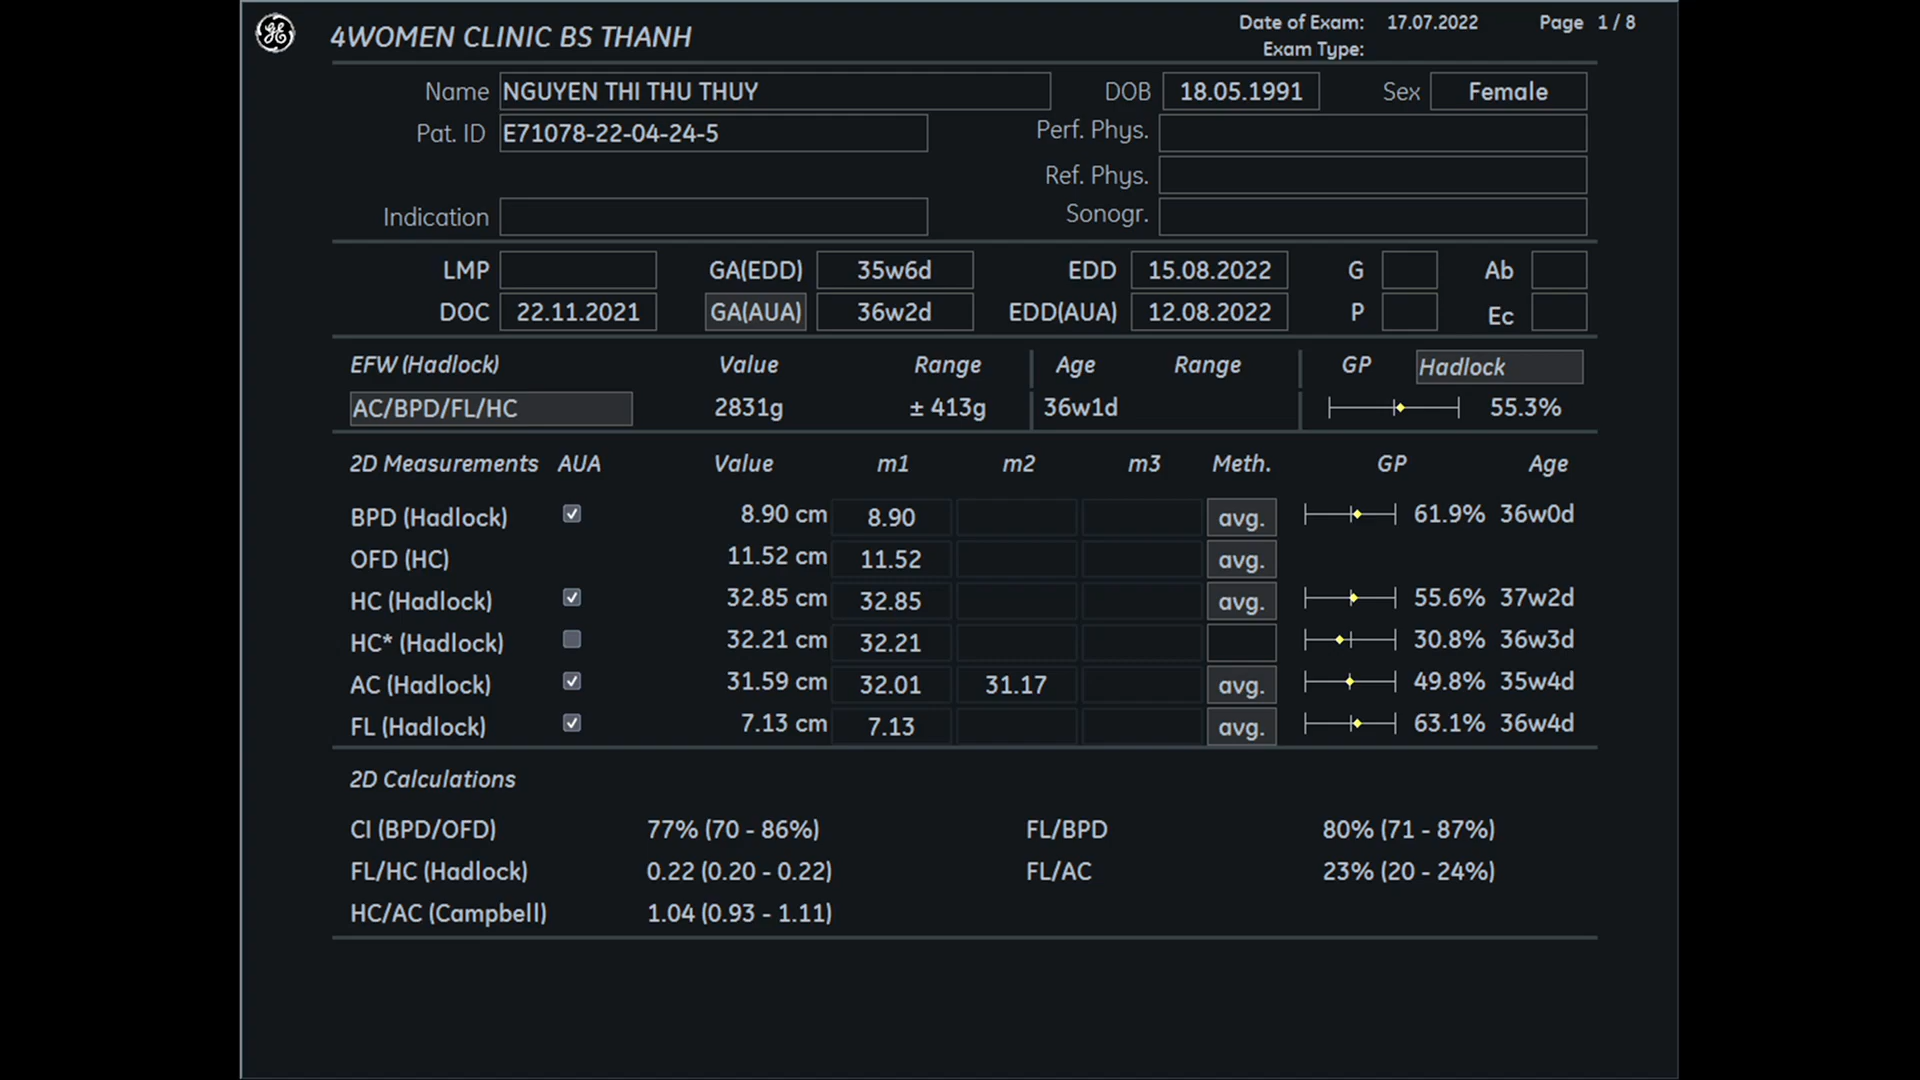 4WOMEN CLINIC BS THANH
Date of Exam: 17.07.2022 Page 1 / 8
Exam Type:
Name NGUYEN THI THU THUY DOB 18.05.1991 Sex Female
Pat. ID E71078-22-04-24-5 Perf. Phys.
Ref. Phys.
Indication Sonogr.
LMP GA(EDD) 35w6d EDD 15.08.2022 G Ab
DOC 22.11.2021 GA(AUA) 36w2d EDD(AUA) 12.08.2022 P Ec
EFW (Hadlock) Value Range Age Range GP Hadlock
AC/BPD/FL/HC 2831g ± 413g 36w1d 55.3%
2D Measurements AUA Value m1 m2 m3 Meth. GP Age
BPD (Hadlock) 8.90 cm 8.90 avg. 61.9% 36w0d
OFD (HC) 11.52 cm 11.52 avg.
HC (Hadlock) 32.85 cm 32.85 avg. 55.6% 37w2d
HC* (Hadlock) 32.21 cm 32.21 30.8% 36w3d
AC (Hadlock) 31.59 cm 32.01 31.17 avg. 49.8% 35w4d
FL (Hadlock) 7.13 cm 7.13 avg. 63.1% 36w4d
2D Calculations
CI (BPD/OFD) 77% (70 - 86%) FL/BPD 80% (71 - 87%)
FL/HC (Hadlock) 0.22 (0.20 - 0.22) FL/AC 23% (20 - 24%)
HC/AC (Campbell) 1.04 (0.93 - 1.11)